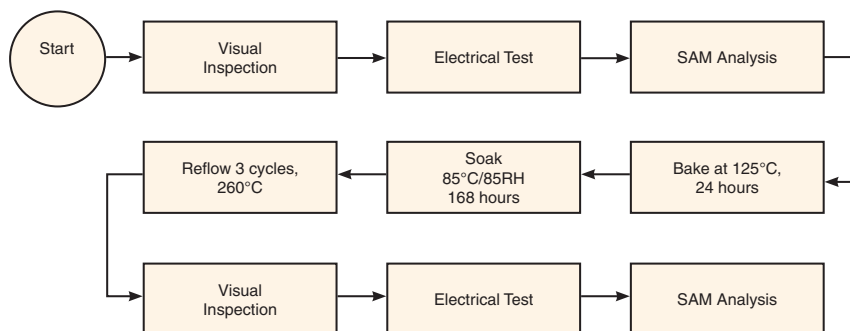 Start
Visual
Inspection
Electrical Test
SAM Analysis
Bake at 125°C,
24 hours
Soak
85°C/85RH
168 hours
Reflow 3 cycles,
260°C
Visual
Inspection
Electrical Test
SAM Analysis